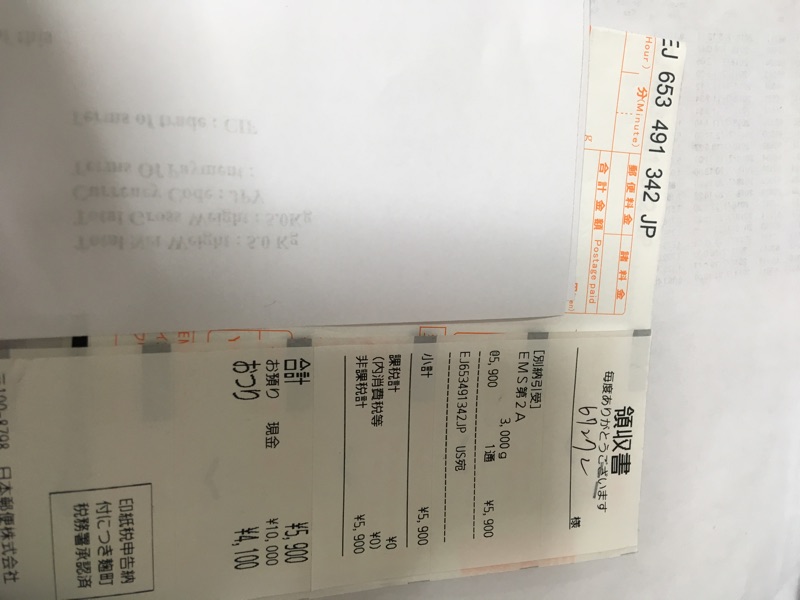 EJ 653 491 342 JP
Hour)
分(Minute)
郵便料金
諸料金
合計金額 Postage paid
g
Terms of trade : CIF
Terms Of Payment :
Currency Code : JPY
Total Gross Weight : 3.0Kg
Total Net Weight : 2.0 Kg
領収書
毎度ありがとうございます
様
[別納引受]
EMS第2A
3,000g
@5,900 1通 ¥5,900
EJ653491342JP US宛
小計 ¥5,900
課税計 ¥0
(内消費税等 ¥0)
非課税計 ¥5,900
合計 ¥5,900
お預り 現金 ¥10,000
おつり ¥4,100
印紙税申告納
付につき麹町
税務署承認済
〒100-8798 日本郵便株式会社